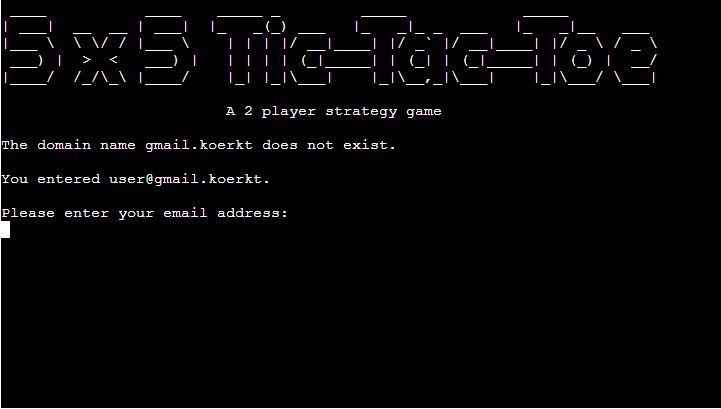 5x5 Tic-Tac-Toe
A 2 player strategy game
The domain name gmail.koerkt does not exist.
You entered user@gmail.koerkt.
Please enter your email address: